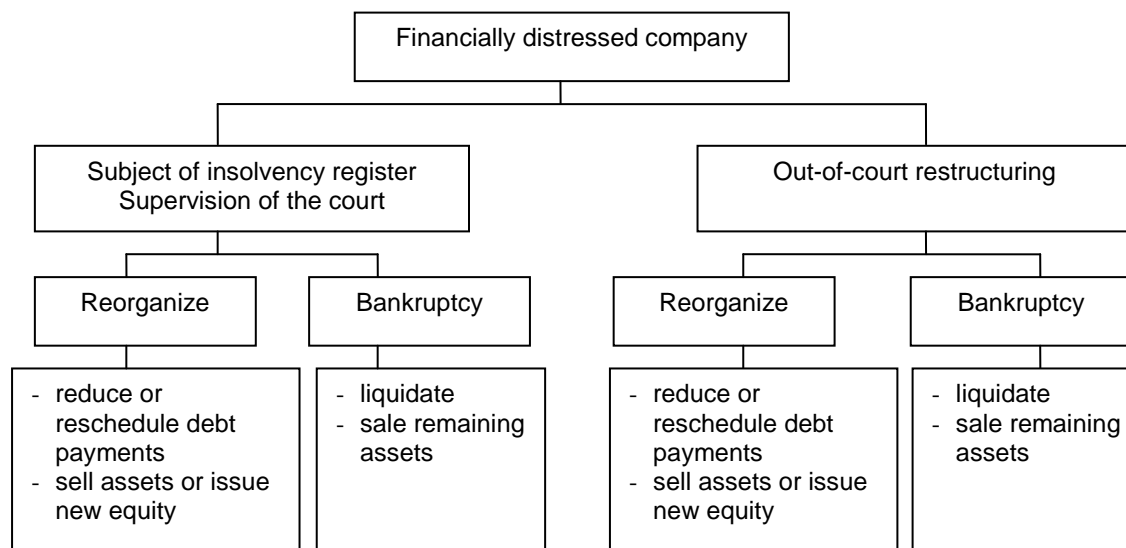 Financially distressed company
Subject of insolvency register
Supervision of the court
Out-of-court restructuring
Reorganize
Bankruptcy
Reorganize
Bankruptcy
- reduce or
reschedule debt
payments
- sell assets or issue
new equity
- liquidate
- sale remaining
assets
- reduce or
reschedule debt
payments
- sell assets or issue
new equity
- liquidate
- sale remaining
assets